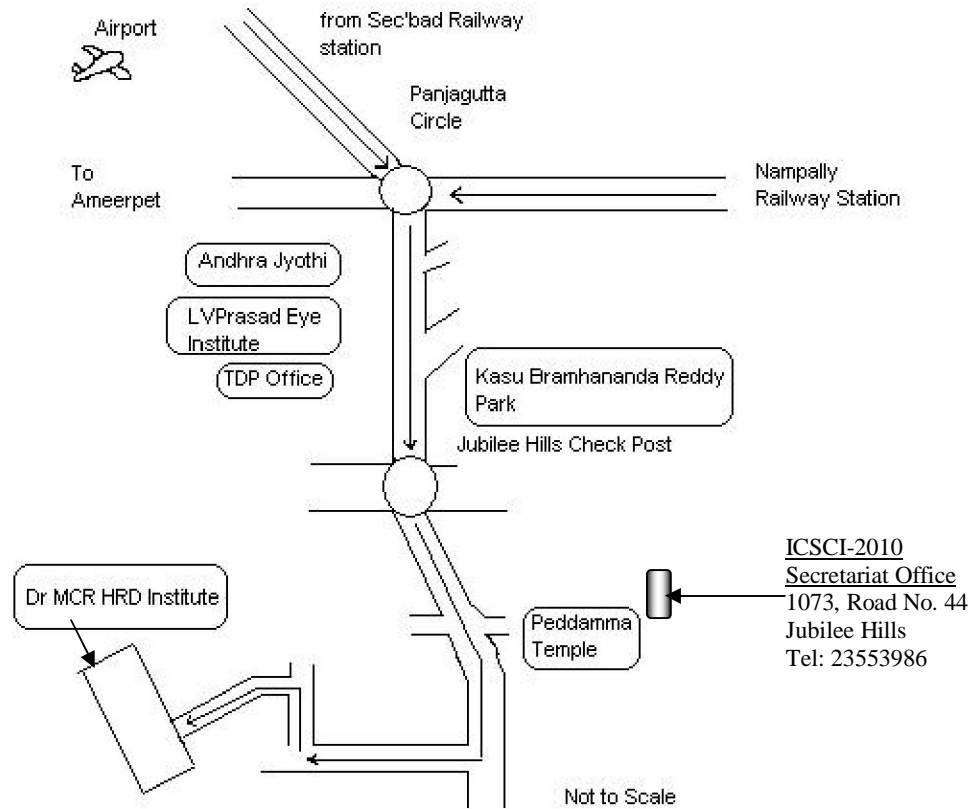 Airport
from Sec'bad Railway
station
Panjagutta
Circle
To
Ameerpet
Nampally
Railway Station
Andhra Jyothi
LVPrasad Eye
Institute
TDP Office
Kasu Bramhananda Reddy
Park
Jubilee Hills Check Post
ICSCI-2010
Secretariat Office
1073, Road No. 44
Jubilee Hills
Tel: 23553986
Dr MCR HRD Institute
Peddamma
Temple
Not to Scale